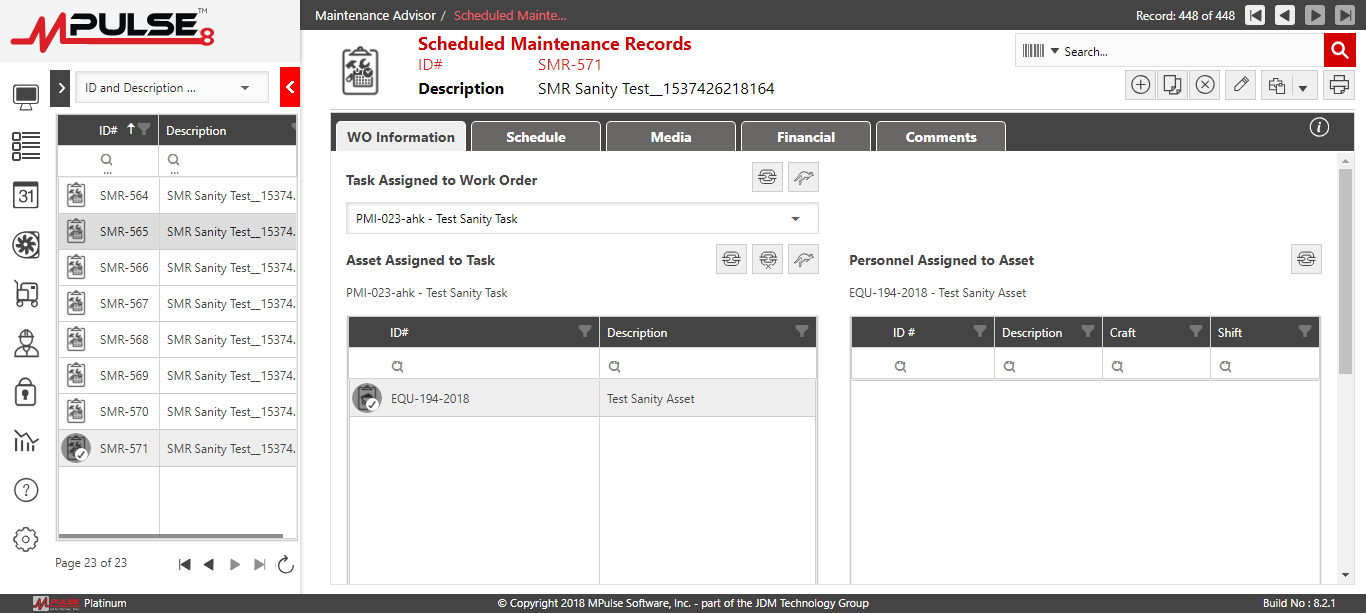 MPULSE™ 8
Maintenance Advisor / Scheduled Mainte...
Record: 448 of 448
Scheduled Maintenance Records
ID# SMR-571
Description SMR Sanity Test__1537426218164
Search...
ID and Description ...
ID# Description
...
...
SMR-564 SMR Sanity Test__15374.
SMR-565 SMR Sanity Test__15374.
SMR-566 SMR Sanity Test__15374.
SMR-567 SMR Sanity Test__15374.
SMR-568 SMR Sanity Test__15374.
SMR-569 SMR Sanity Test__15374.
SMR-570 SMR Sanity Test__15374.
SMR-571 SMR Sanity Test__15374.
31
?
Page 23 of 23
WO Information Schedule Media Financial Comments
i
Task Assigned to Work Order
PMI-023-ahk - Test Sanity Task
Asset Assigned to Task
PMI-023-ahk - Test Sanity Task
ID# Description
EQU-194-2018 Test Sanity Asset
Personnel Assigned to Asset
EQU-194-2018 - Test Sanity Asset
ID # Description Craft Shift
MPULSE Platinum
© Copyright 2018 MPulse Software, Inc. - part of the JDM Technology Group
Build No : 8.2.1